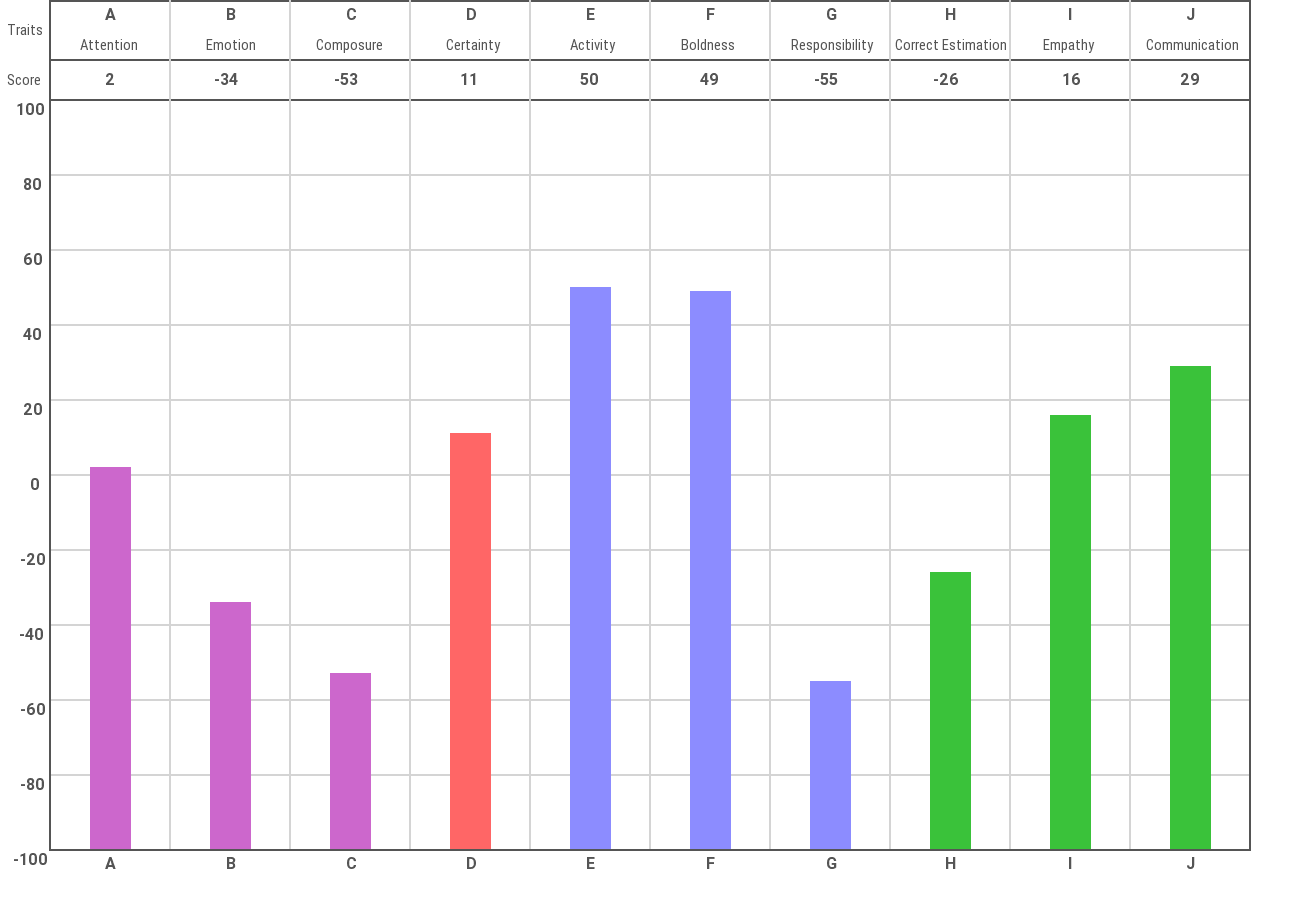 A B C D E F G H I J
Traits
Attention Emotion Composure Certainty Activity Boldness Responsibility Correct Estimation Empathy Communication
Score 2 -34 -53 11 50 49 -55 -26 16 29
100
80
60
40
20
0
-20
-40
-60
-80
-100
A B C D E F G H I J